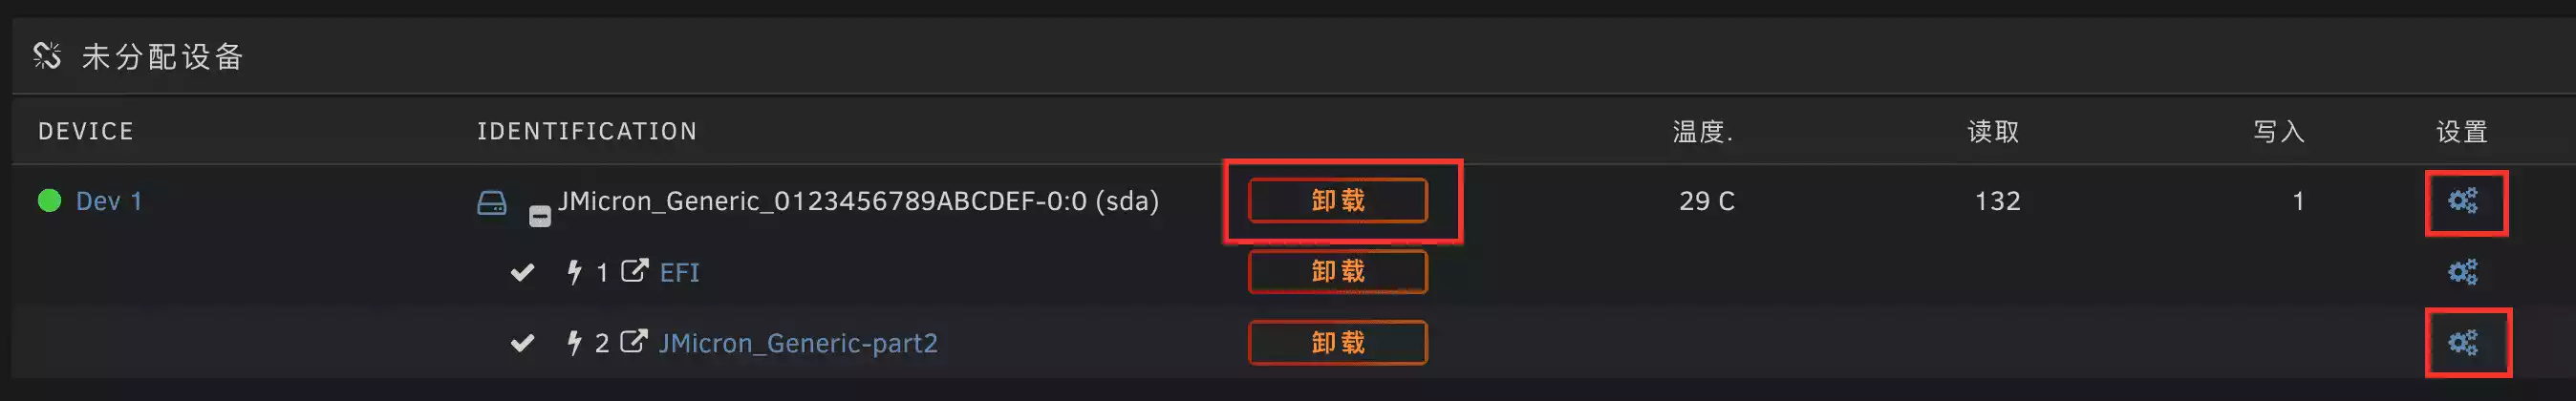 未分配设备
DEVICE IDENTIFICATION 温度. 读取 写入 设置
Dev 1 JMicron_Generic_0123456789ABCDEF-0:0 (sda) 卸载 29 C 132 1
1 EFI 卸载
2 JMicron_Generic-part2 卸载